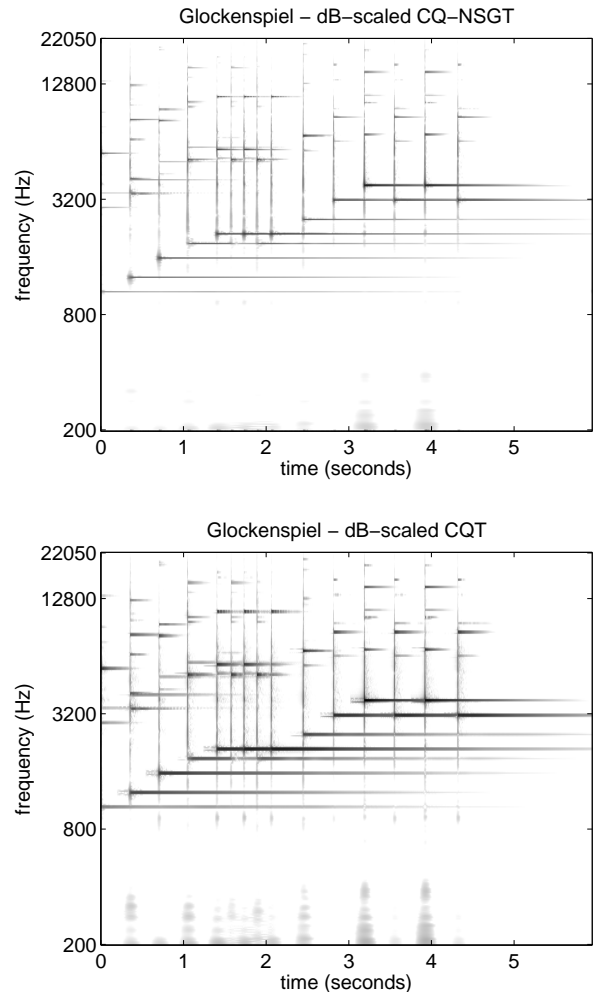 Glockenspiel – dB–scaled CQ–NSGT
22050
12800
3200
800
200
frequency (Hz)
0 1 2 3 4 5
time (seconds)
Glockenspiel – dB–scaled CQT
22050
12800
3200
800
200
frequency (Hz)
0 1 2 3 4 5
time (seconds)